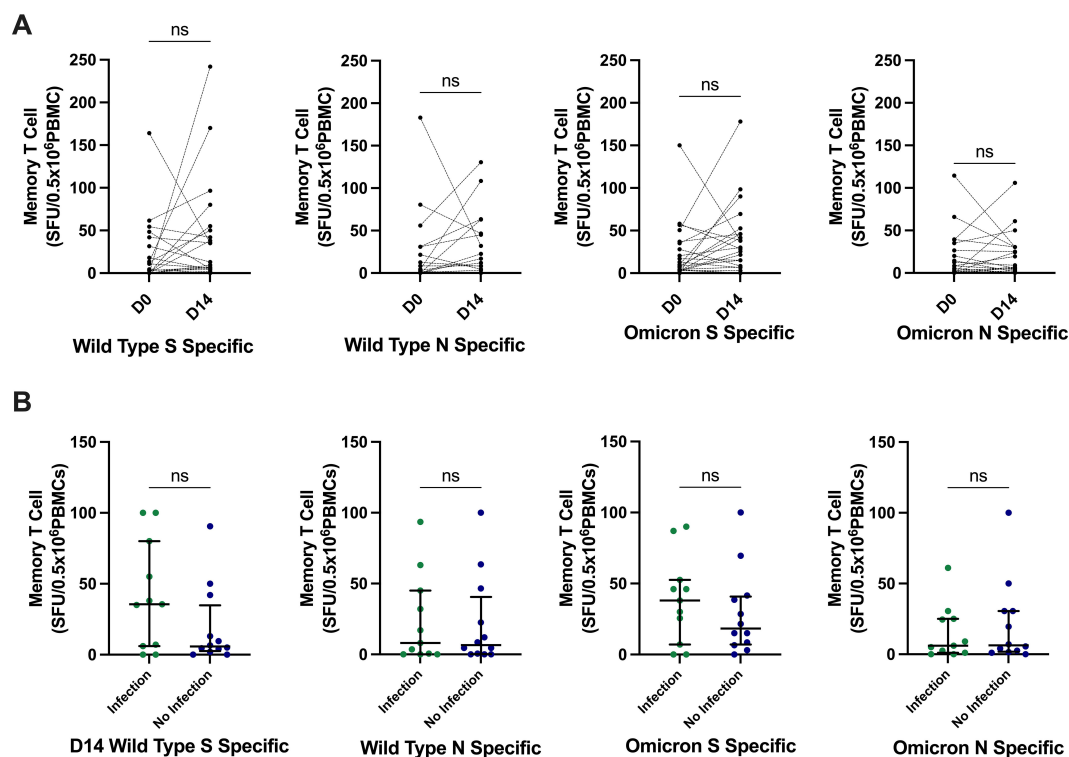 A
ns
ns
ns
ns
Memory T Cell
(SFU/0.5x10⁶PBMC)
250
200
150
100
50
0
D0
D14
Wild Type S Specific
Memory T Cell
(SFU/0.5x10⁶PBMC)
250
200
150
100
50
0
D0
D14
Wild Type N Specific
Memory T Cell
(SFU/0.5x10⁶PBMC)
250
200
150
100
50
0
D0
D14
Omicron S Specific
Memory T Cell
(SFU/0.5x10⁶PBMC)
250
200
150
100
50
0
D0
D14
Omicron N Specific
B
ns
ns
ns
ns
Memory T Cell
(SFU/0.5x10⁶PBMCs)
150
100
50
0
Infection
No Infection
D14 Wild Type S Specific
Memory T Cell
(SFU/0.5x10⁶PBMCs)
150
100
50
0
Infection
No Infection
Wild Type N Specific
Memory T Cell
(SFU/0.5x10⁶PBMCs)
150
100
50
0
Infection
No Infection
Omicron S Specific
Memory T Cell
(SFU/0.5x10⁶PBMCs)
150
100
50
0
Infection
No Infection
Omicron N Specific